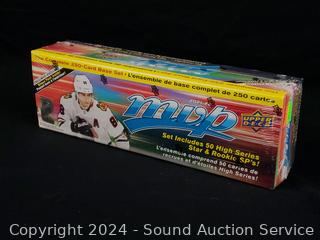 Complete 250-Card Base Set • L'ensemble de base complet de 250 cartes
mvp
UPPER DECK
Set Includes 50 High Series
Star & Rookie SP's!
L'ensemble comprend 50 cartes de
recrues et d'étoiles High Series!
Copyright © 2024 - Sound Auction Service